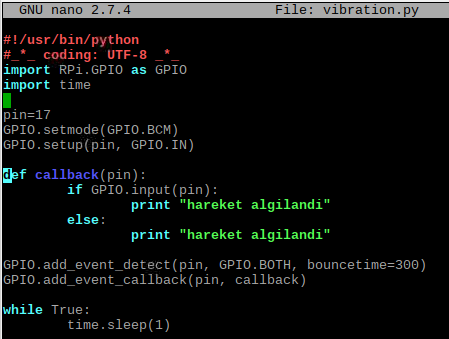 GNU nano 2.7.4 File: vibration.py
#!/usr/bin/python
#_*_ coding: UTF-8 _*_
import RPi.GPIO as GPIO
import time
pin=17
GPIO.setmode(GPIO.BCM)
GPIO.setup(pin, GPIO.IN)
def callback(pin):
        if GPIO.input(pin):
                print "hareket algilandi"
        else:
                print "hareket algilandi"
GPIO.add_event_detect(pin, GPIO.BOTH, bouncetime=300)
GPIO.add_event_callback(pin, callback)
while True:
        time.sleep(1)